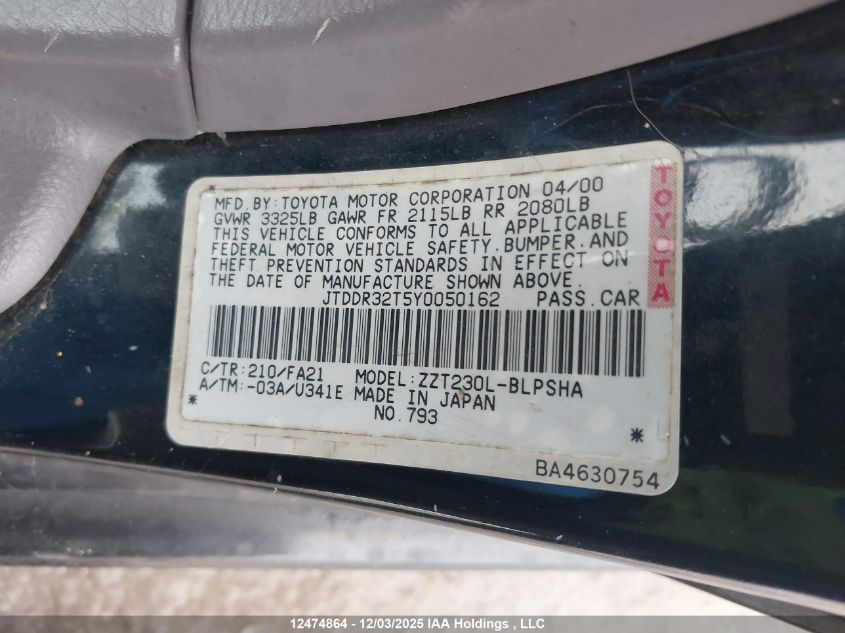 MFD.BY:TOYOTA MOTOR CORPORATION 04/00
GVWR 3325LB GAWR FR 2115LB RR 2080LB
THIS VEHICLE CONFORMS TO ALL APPLICABLE
FEDERAL MOTOR VEHICLE SAFETY.BUMPER.AND
THEFT PREVENTION STANDARDS IN EFFECT ON
THE DATE OF MANUFACTURE SHOWN ABOVE.
JTDDR32T5Y0050162 PASS.CAR
TOYOTA
C/TR:210/FA21 MODEL:ZZT230L-BLPSHA
A/TM:-03A/U341E MADE IN JAPAN
* NO.793 *
BA4630754
12474864 - 12/03/2025 IAA Holdings , LLC